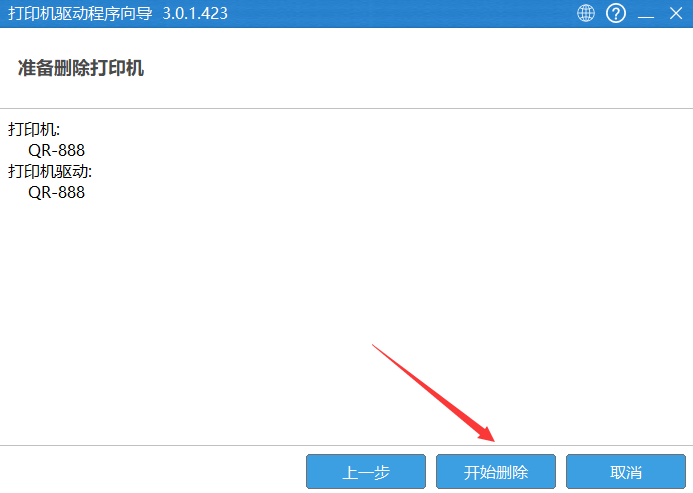 打印机驱动程序向导 3.0.1.423
准备删除打印机
打印机:
QR-888
打印机驱动:
QR-888
上一步 开始删除 取消